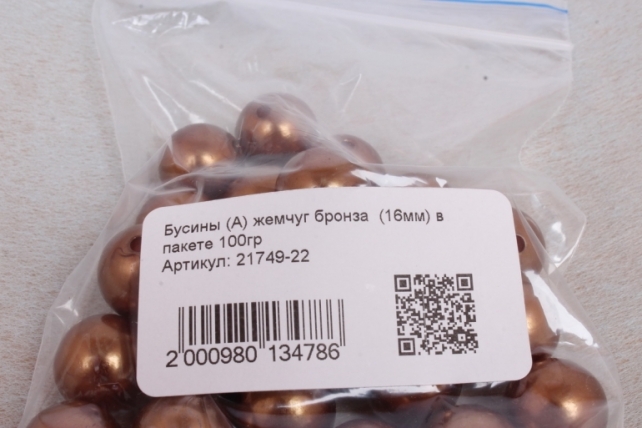 Бусины (А) жемчуг бронза (16мм) в
пакете 100гр
Артикул: 21749-22
2 000980 134786